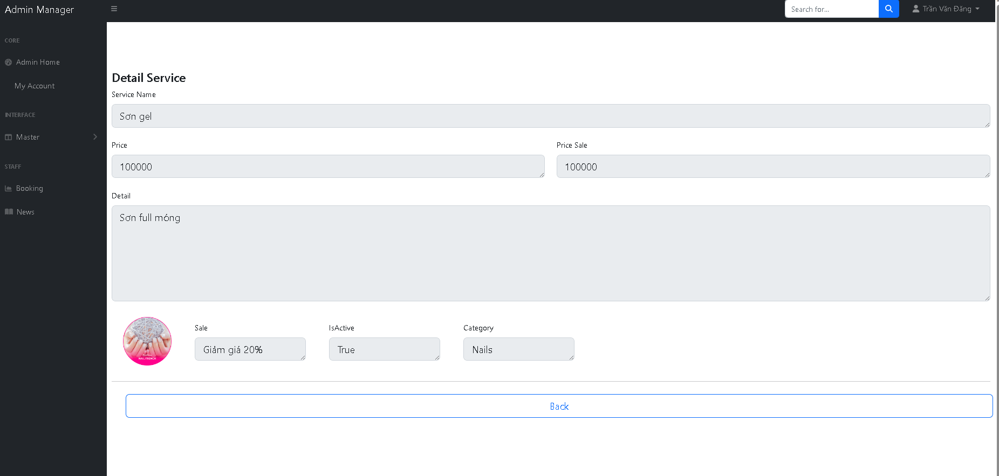 Admin Manager
Search for...
Trần Văn Đăng
CORE
Admin Home
My Account
INTERFACE
Master
STAFF
Booking
News
Detail Service
Service Name
Sơn gel
Price
Price Sale
100000
100000
Detail
Sơn full móng
NAIL FRENCH
Sale
IsActive
Category
Giảm giá 20%
True
Nails
Back